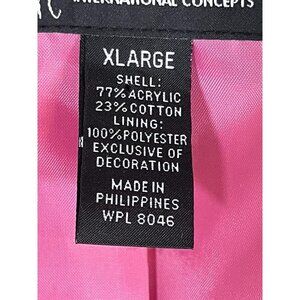 INTERNATIONAL CONCEPTS
XLARGE
SHELL:
77%ACRYLIC
23%COTTON
LINING:
100%POLYESTER
EXCLUSIVE OF
DECORATION
MADE IN
PHILIPPINES
WPL 8046